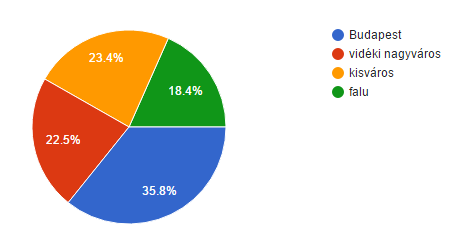 Budapest
vidéki nagyváros
kisváros
falu
23.4%
18.4%
22.5%
35.8%